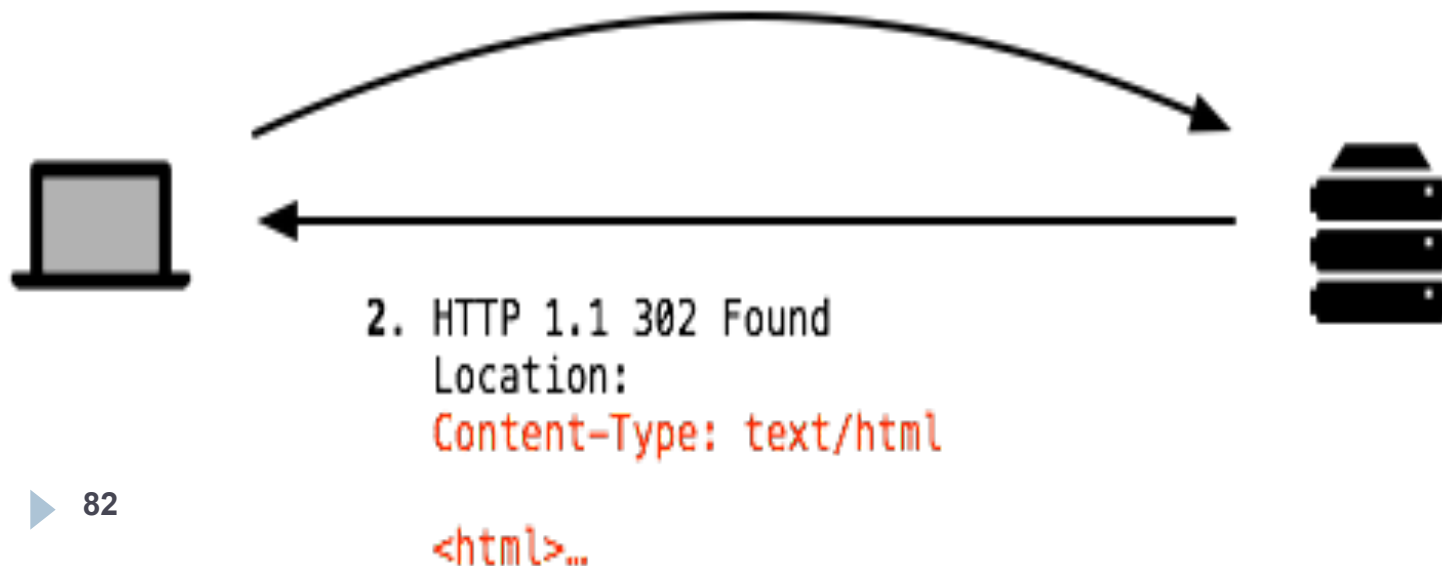 2. HTTP 1.1 302 Found
Location:
Content-Type: text/html
82
<html>…